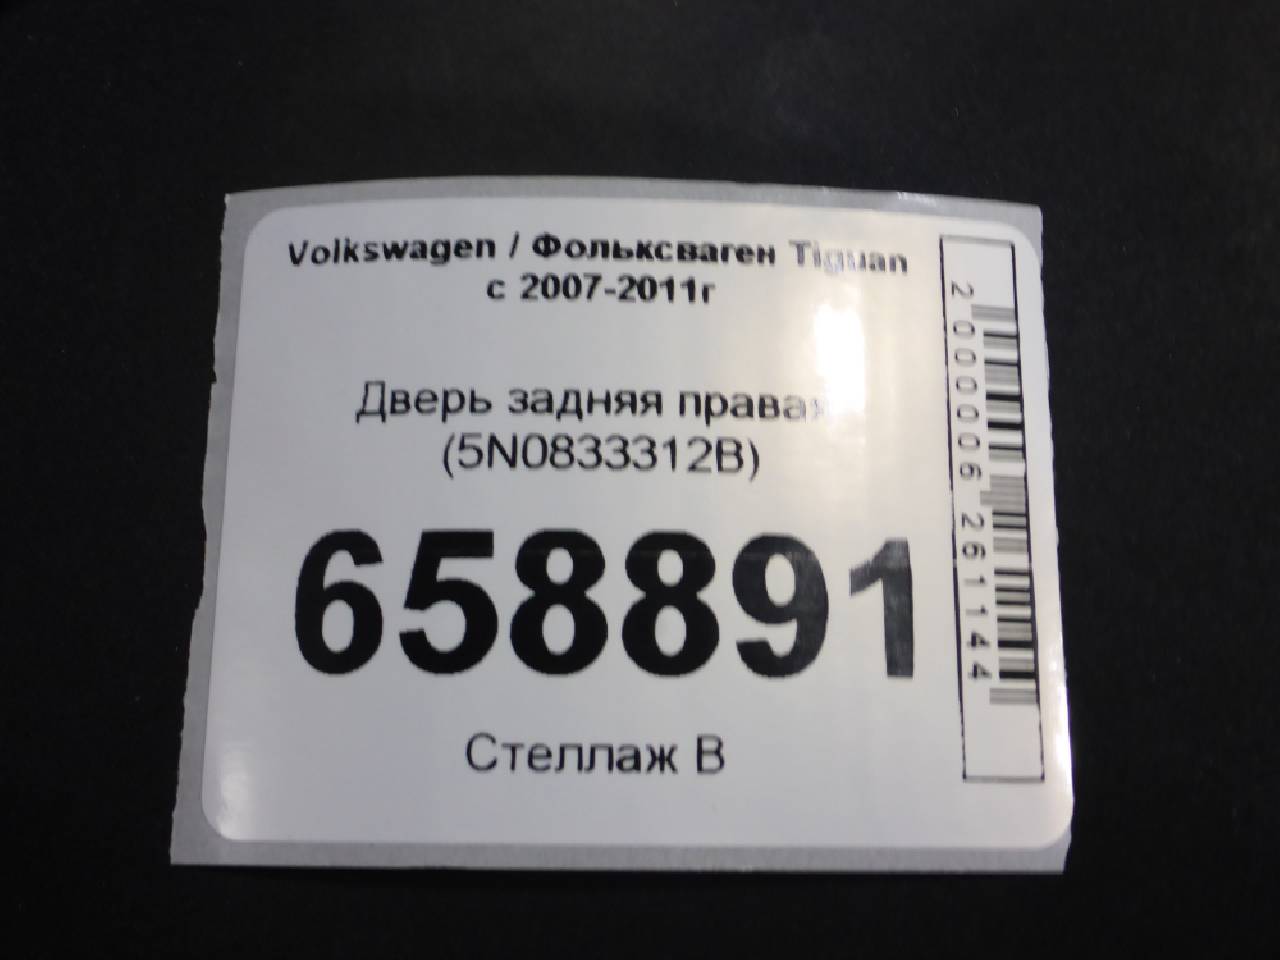 Volkswagen / Фольксваген Tiguan
с 2007-2011г
Дверь задняя правая
(5N0833312B)
658891
Стеллаж B
2000006261144